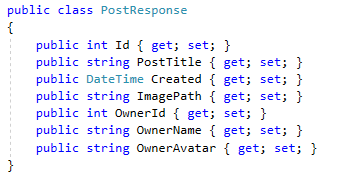 public class PostResponse
{
public int Id { get; set; }
public string PostTitle { get; set; }
public DateTime Created { get; set; }
public string ImagePath { get; set; }
public int OwnerId { get; set; }
public string OwnerName { get; set; }
public string OwnerAvatar { get; set; }
}